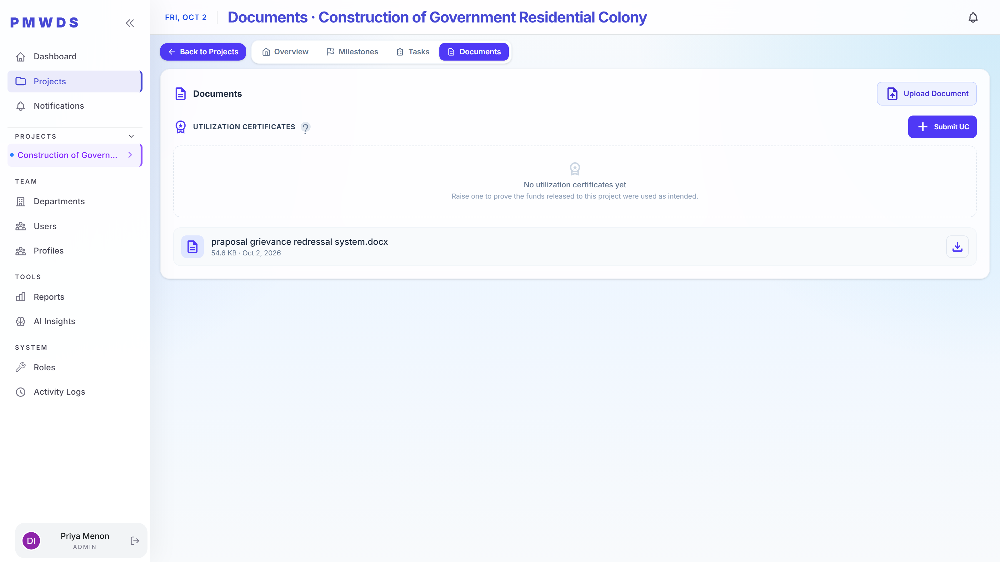 PMWDS
Dashboard
Projects
Notifications
PROJECTS
Construction of Govern...
TEAM
Departments
Users
Profiles
TOOLS
Reports
AI Insights
SYSTEM
Roles
Activity Logs
DI
Priya Menon
ADMIN
FRI, OCT 2
Documents · Construction of Government Residential Colony
Back to Projects
Overview
Milestones
Tasks
Documents
Documents
Upload Document
UTILIZATION CERTIFICATES ?
Submit UC
No utilization certificates yet
Raise one to prove the funds released to this project were used as intended.
praposal grievance redressal system.docx
54.6 KB · Oct 2, 2026